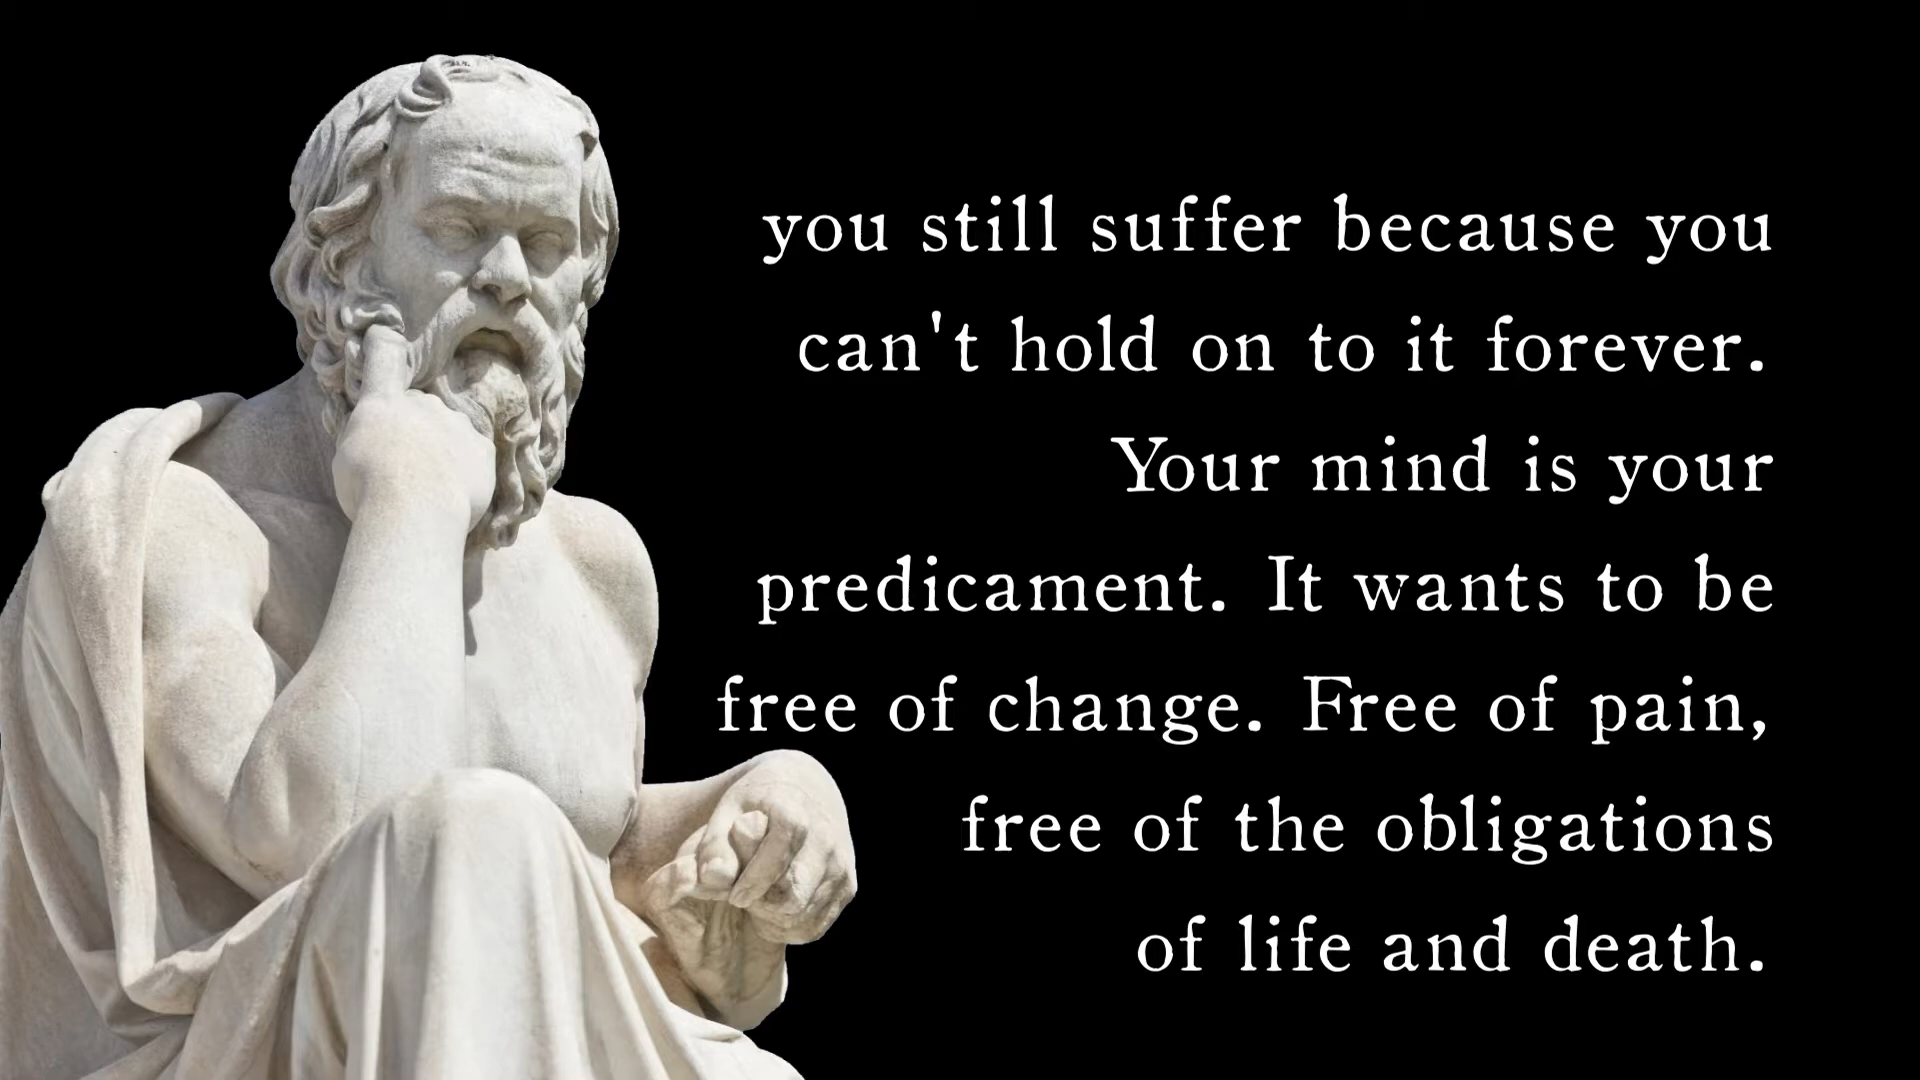 you still suffer because you
can't hold on to it forever.
Your mind is your
predicament. It wants to be
free of change. Free of pain,
free of the obligations
of life and death.